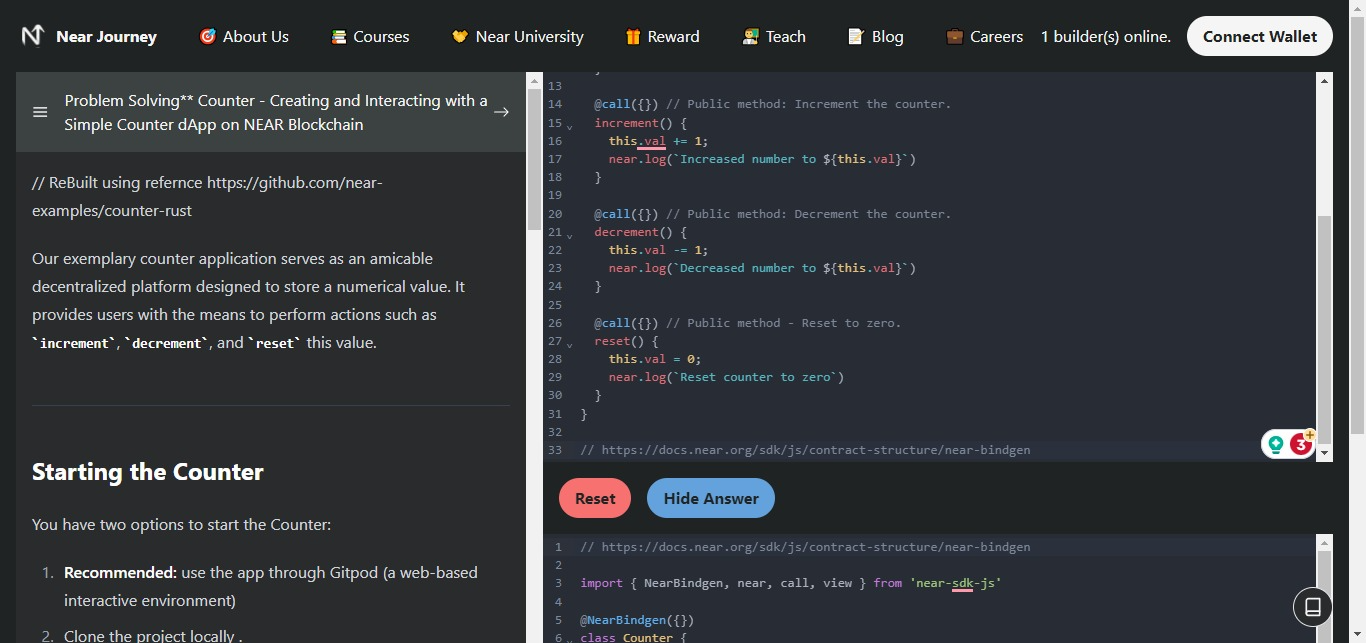 Near Journey
🎯 About Us
📚 Courses
🤝 Near University
🎁 Reward
👩‍🏫 Teach
📝 Blog
💼 Careers
1 builder(s) online.
Connect Wallet
Problem Solving** Counter - Creating and Interacting with a
Simple Counter dApp on NEAR Blockchain
// ReBuilt using refernce https://github.com/near-
examples/counter-rust
Our exemplary counter application serves as an amicable
decentralized platform designed to store a numerical value. It
provides users with the means to perform actions such as
`increment`, `decrement`, and `reset` this value.
Starting the Counter
You have two options to start the Counter:
1. Recommended: use the app through Gitpod (a web-based
interactive environment)
2. Clone the project locally .
13
14 @call({}) // Public method: Increment the counter.
15 increment() {
16 this.val += 1;
17 near.log(`Increased number to ${this.val}`)
18 }
19
20 @call({}) // Public method: Decrement the counter.
21 decrement() {
22 this.val -= 1;
23 near.log(`Decreased number to ${this.val}`)
24 }
25
26 @call({}) // Public method - Reset to zero.
27 reset() {
28 this.val = 0;
29 near.log(`Reset counter to zero`)
30 }
31 }
32
33 // https://docs.near.org/sdk/js/contract-structure/near-bindgen
3
Reset
Hide Answer
1 // https://docs.near.org/sdk/js/contract-structure/near-bindgen
2
3 import { NearBindgen, near, call, view } from 'near-sdk-js'
4
5 @NearBindgen({})
6 class Counter {